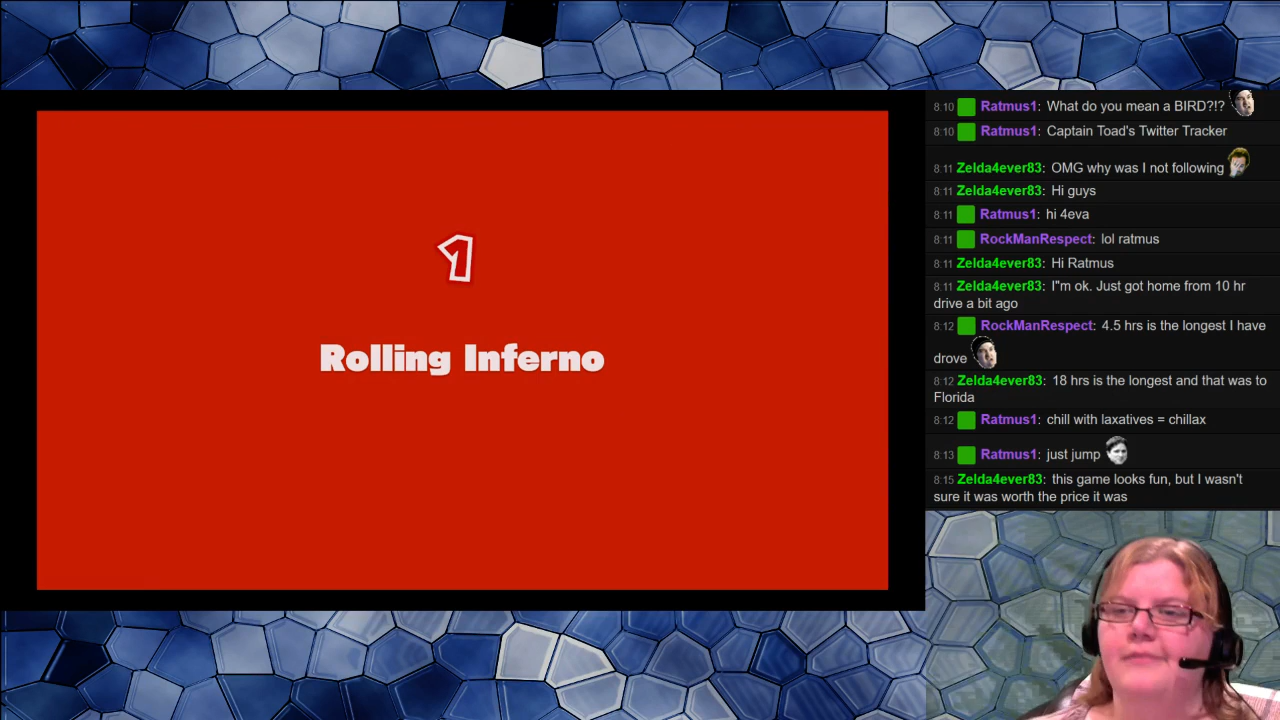 1
Rolling Inferno
8:10 Ratmus1: What do you mean a BIRD?!?
8:10 Ratmus1: Captain Toad's Twitter Tracker
8:11 Zelda4ever83: OMG why was I not following
8:11 Zelda4ever83: Hi guys
8:11 Ratmus1: hi 4eva
8:11 RockManRespect: lol ratmus
8:11 Zelda4ever83: Hi Ratmus
8:11 Zelda4ever83: I"m ok. Just got home from 10 hr
drive a bit ago
8:12 RockManRespect: 4.5 hrs is the longest I have
drove
8:12 Zelda4ever83: 18 hrs is the longest and that was to
Florida
8:12 Ratmus1: chill with laxatives = chillax
8:13 Ratmus1: just jump
8:15 Zelda4ever83: this game looks fun, but I wasn't
sure it was worth the price it was